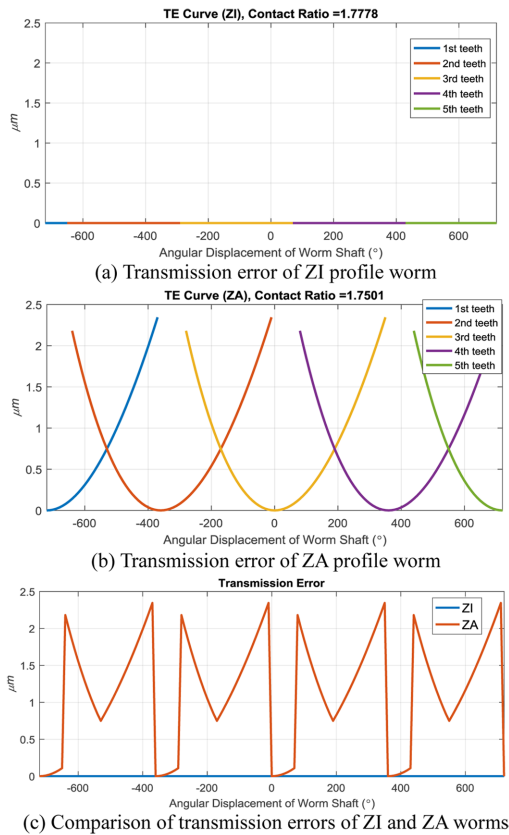 TE Curve (ZI), Contact Ratio =1.7778
2.5
2
1.5
1
0.5
0
μm
1st teeth
2nd teeth
3rd teeth
4th teeth
5th teeth
-600 -400 -200 0 200 400 600
Angular Displacement of Worm Shaft (°)
(a) Transmission error of ZI profile worm
TE Curve (ZA), Contact Ratio =1.7501
2.5
2
1.5
1
0.5
0
μm
1st teeth
2nd teeth
3rd teeth
4th teeth
5th teeth
-600 -400 -200 0 200 400 600
Angular Displacement of Worm Shaft (°)
(b) Transmission error of ZA profile worm
Transmission Error
2.5
2
1.5
1
0.5
0
μm
ZI
ZA
-600 -400 -200 0 200 400 600
Angular Displacement of Worm Shaft (°)
(c) Comparison of transmission errors of ZI and ZA worms